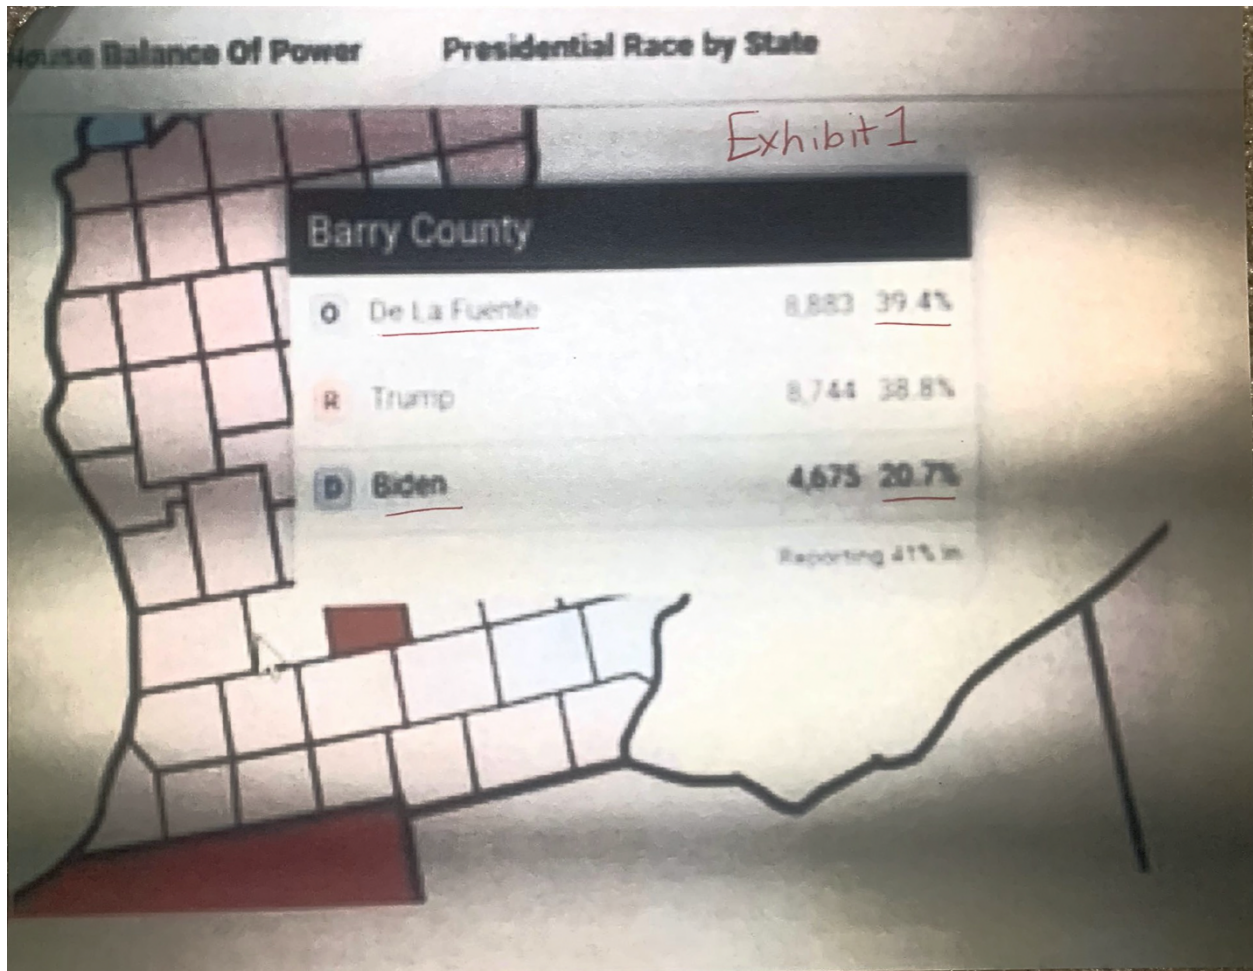 House Balance Of Power Presidential Race by State
Exhibit 1
Barry County
O De La Fuente 8,883 39.4%
R Trump 8,744 38.8%
D Biden 4,675 20.7%
Reporting 41% in